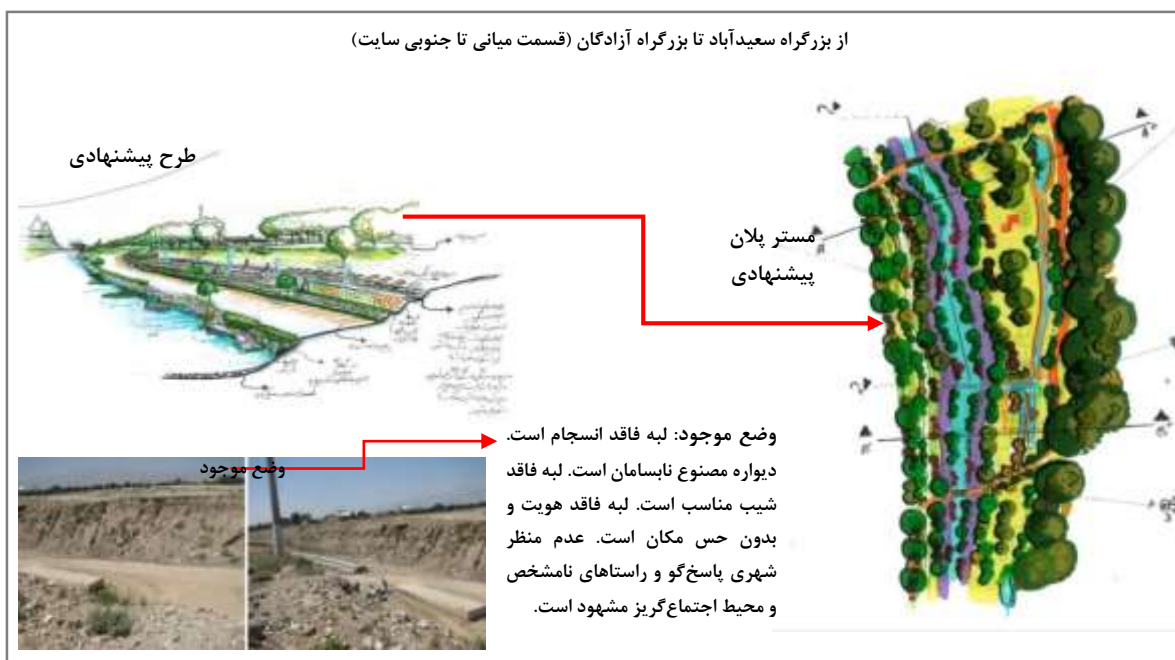 از بزرگراه سعیدآباد تا بزرگراه آزادگان (قسمت میانی تا جنوبی سایت)
طرح پیشنهادی
مستر پلان
پیشنهادی
وضع موجود: لبه فاقد انسجام است.
دیواره مصنوع نابسامان است. لبه فاقد
شیب مناسب است. لبه فاقد هویت و
بدون حس مکان است. عدم منظر
شهری پاسخ‌گو و راستاهای نامشخص
و محیط اجتماع‌گریز مشهود است.
وضع موجود